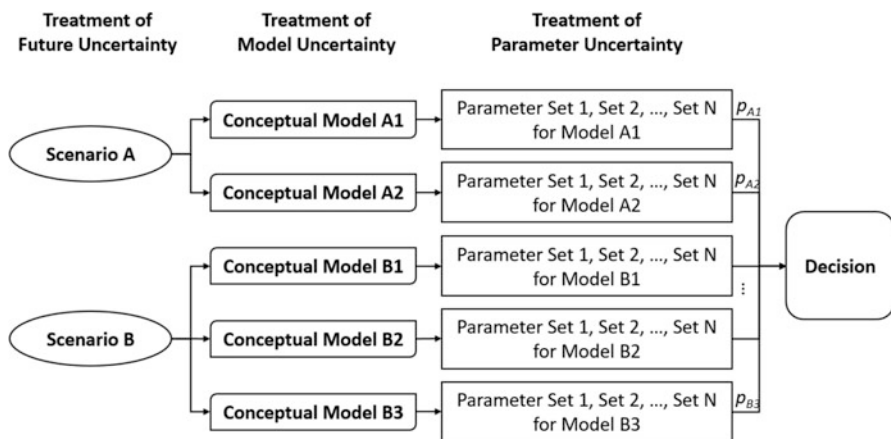 Treatment of
Future Uncertainty
Treatment of
Model Uncertainty
Treatment of
Parameter Uncertainty
Scenario A
Conceptual Model A1
Parameter Set 1, Set 2, ..., Set N
for Model A1
pA1
Conceptual Model A2
Parameter Set 1, Set 2, ..., Set N
for Model A2
pA2
Scenario B
Conceptual Model B1
Parameter Set 1, Set 2, ..., Set N
for Model B1
⋮
Conceptual Model B2
Parameter Set 1, Set 2, ..., Set N
for Model B2
Conceptual Model B3
Parameter Set 1, Set 2, ..., Set N
for Model B3
pB3
Decision